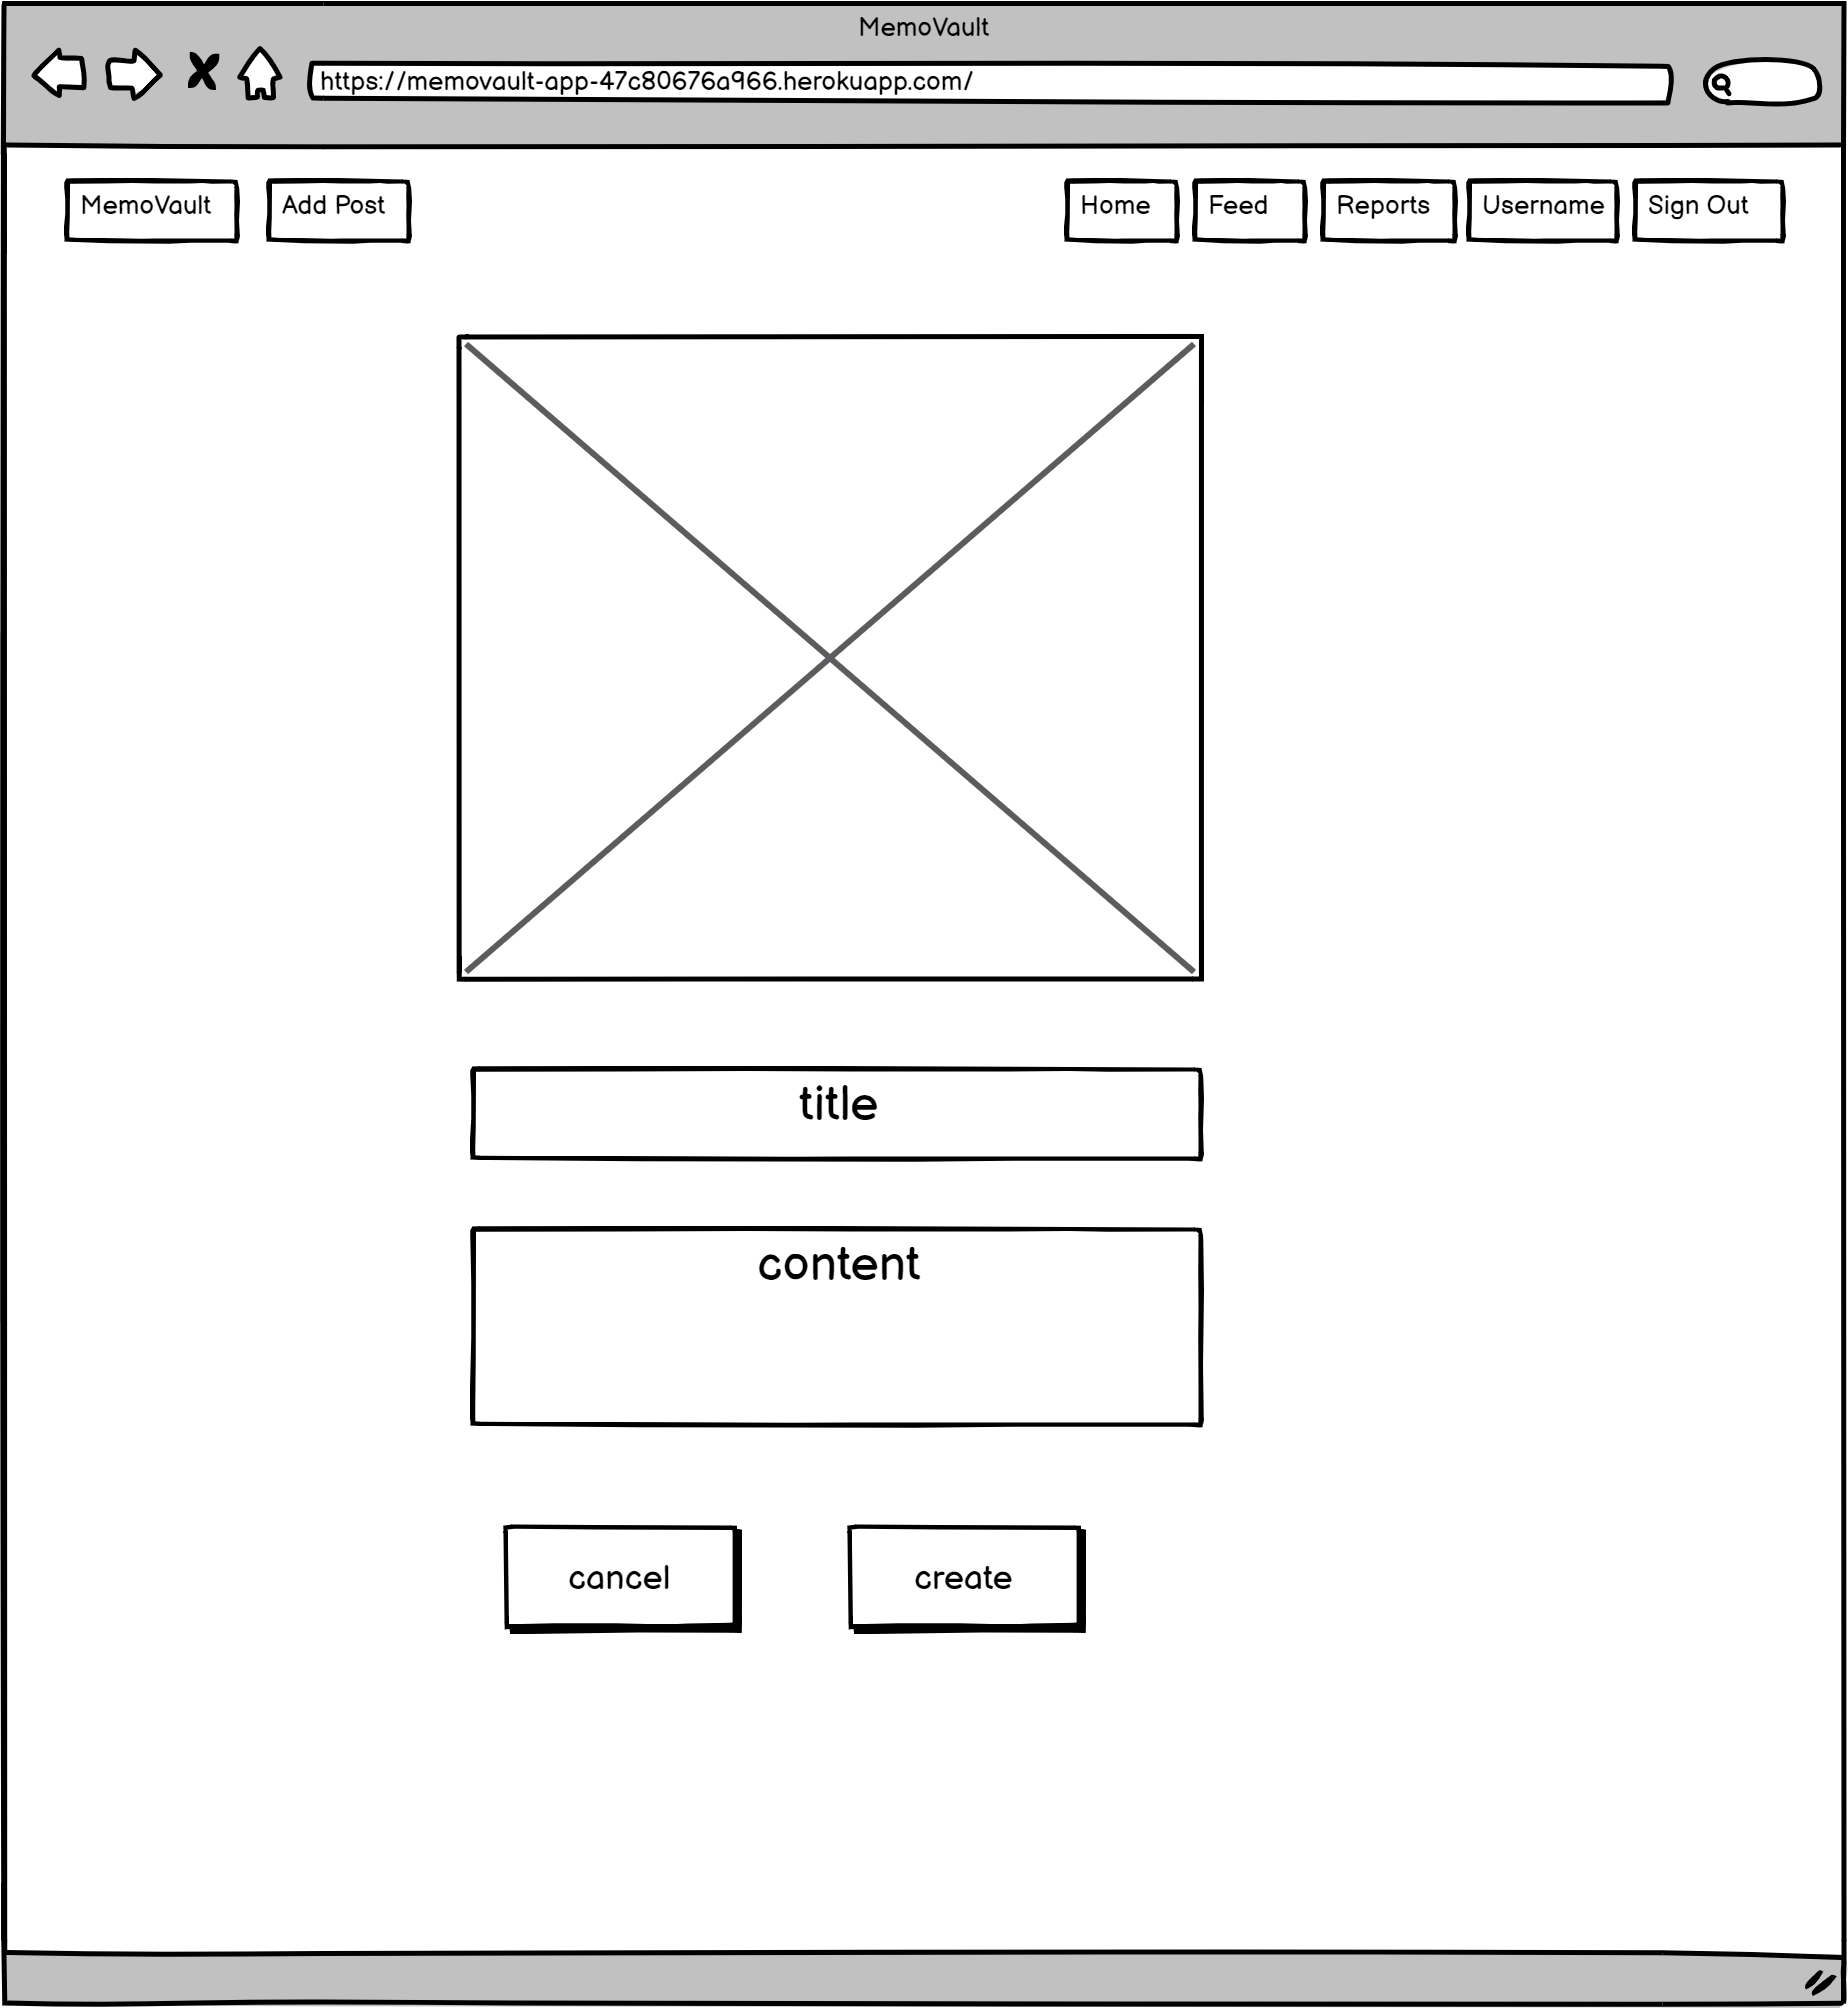 MemoVault
https://memovault-app-47c80676a966.herokuapp.com/
MemoVault Add Post Home Feed Reports Username Sign Out
title
content
cancel create